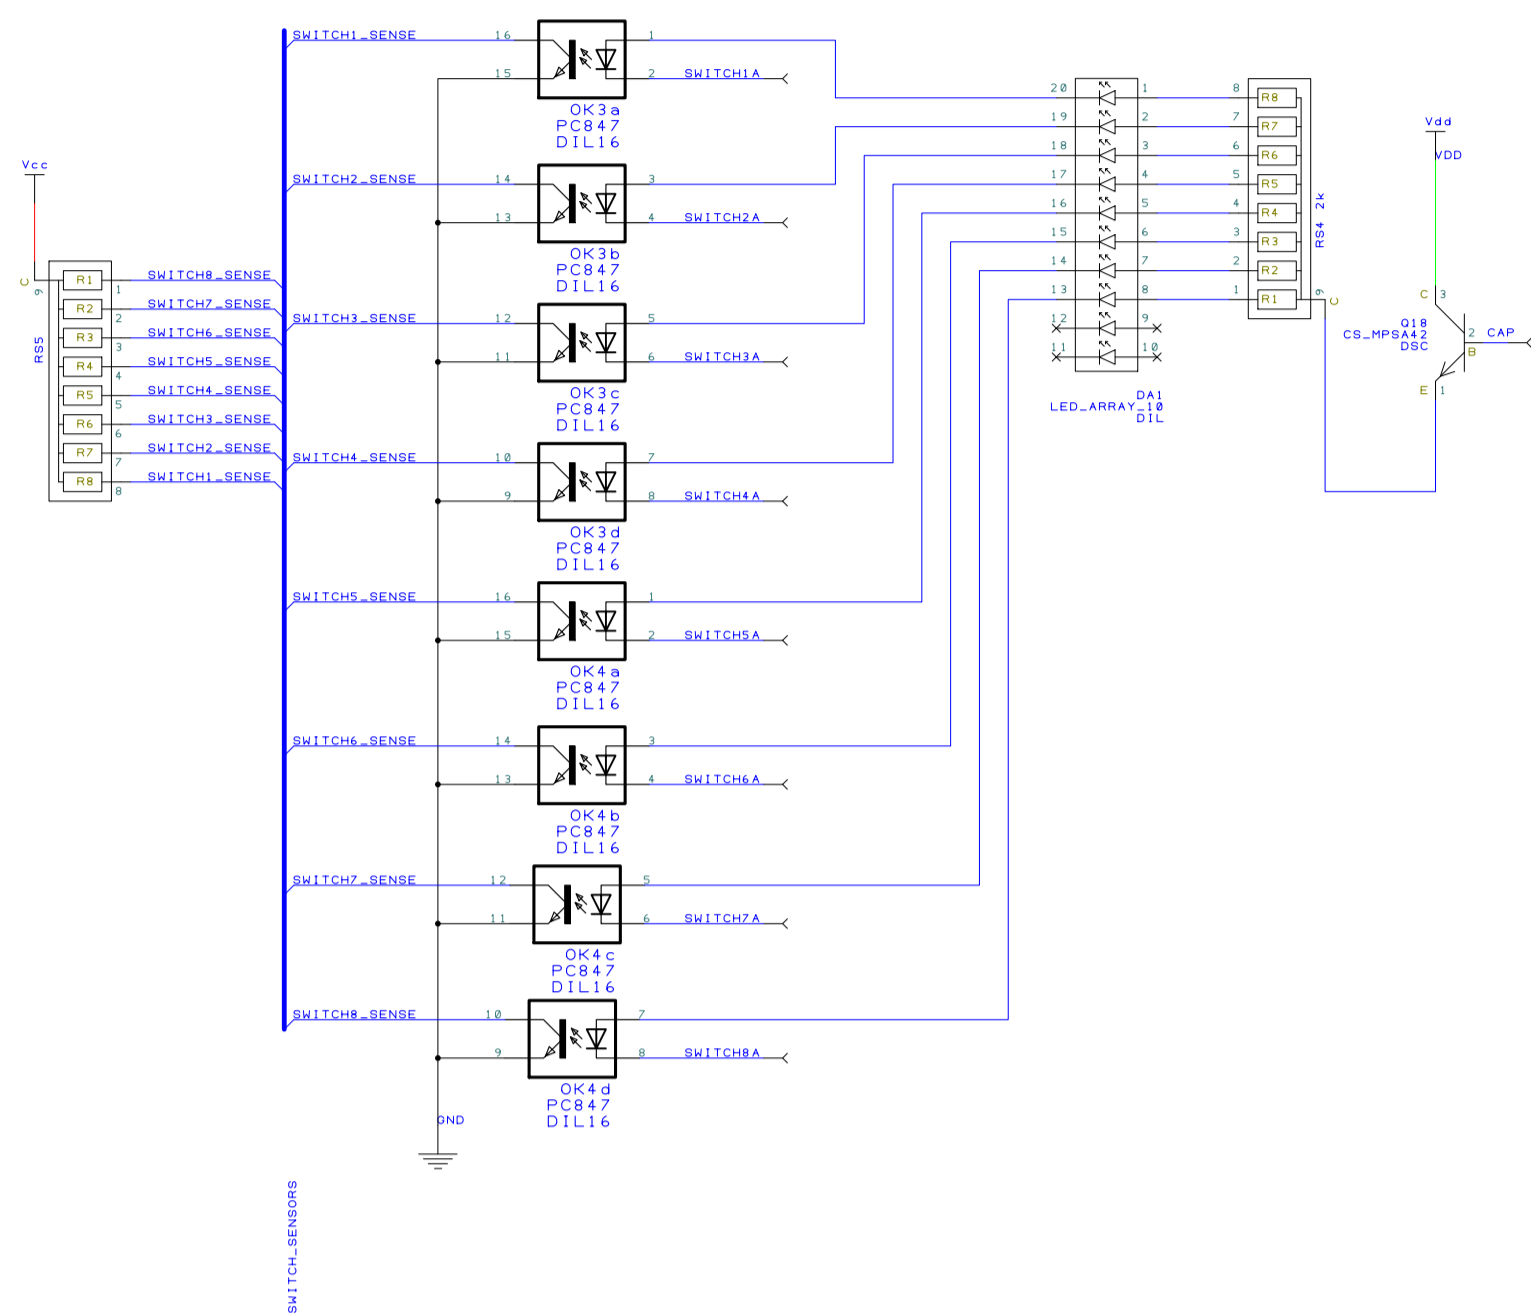 Vcc
C
9
RS5
R1
1
SWITCH8_SENSE
R2
2
SWITCH7_SENSE
R3
3
SWITCH6_SENSE
R4
4
SWITCH5_SENSE
R5
5
SWITCH4_SENSE
R6
6
SWITCH3_SENSE
R7
7
SWITCH2_SENSE
R8
8
SWITCH1_SENSE
SWITCH_SENSORS
SWITCH1_SENSE
16
15
1
2
SWITCH1A
OK3a
PC847
DIL16
SWITCH2_SENSE
14
13
3
4
SWITCH2A
OK3b
PC847
DIL16
SWITCH3_SENSE
12
11
5
6
SWITCH3A
OK3c
PC847
DIL16
SWITCH4_SENSE
10
9
7
8
SWITCH4A
OK3d
PC847
DIL16
SWITCH5_SENSE
16
15
1
2
SWITCH5A
OK4a
PC847
DIL16
SWITCH6_SENSE
14
13
3
4
SWITCH6A
OK4b
PC847
DIL16
SWITCH7_SENSE
12
11
5
6
SWITCH7A
OK4c
PC847
DIL16
SWITCH8_SENSE
10
9
7
8
SWITCH8A
OK4d
PC847
DIL16
GND
20 1
19 2
18 3
17 4
16 5
15 6
14 7
13 8
12 9
11 10
DA1
LED_ARRAY_10
DIL
8 R8
7 R7
6 R6
5 R5
4 R4
3 R3
2 R2
1 R1
9
C
RS4 2k
Vdd
VDD
C 3
Q18
CS_MPSA42
DSC
2
B
CAP
E 1